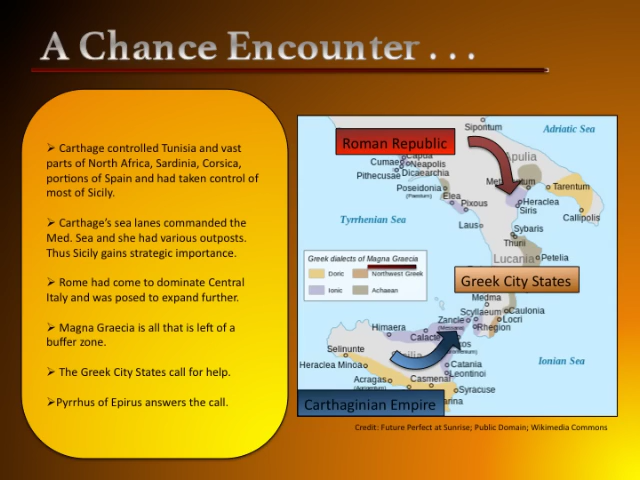 A Chance Encounter . . .
➢ Carthage controlled Tunisia and vast
parts of North Africa, Sardinia, Corsica,
portions of Spain and had taken control of
most of Sicily.
➢ Carthage's sea lanes commanded the
Med. Sea and she had various outposts.
Thus Sicily gains strategic importance.
➢ Rome had come to dominate Central
Italy and was posed to expand further.
➢ Magna Graecia is all that is left of a
buffer zone.
➢ The Greek City States call for help.
➢Pyrrhus of Epirus answers the call.
Sipontum
Adriatic Sea
Roman Republic
Apulia
Capua
Cumae
Neapolis
Dicaearchia
Pithecusae
Poseidonia
(Paestum)
Elea
Pixous
Tarentum
Heraclea
Siris
Callipolis
Tyrrhenian Sea
Laus
Sybaris
Thurii
Lucania
Petelia
Greek dialects of Magna Graecia
Doric
Northwest Greek
Ionic
Achaean
Greek City States
Medma
Scyllaeum
Caulonia
Locri
Zancle
(Messana)
Rhegion
Himaera
Selinunte
Heraclea Minoa
Ionian Sea
Catania
Leontinoi
Acragas
Casmenai
Syracuse
Carthaginian Empire
Credit: Future Perfect at Sunrise; Public Domain; Wikimedia Commons